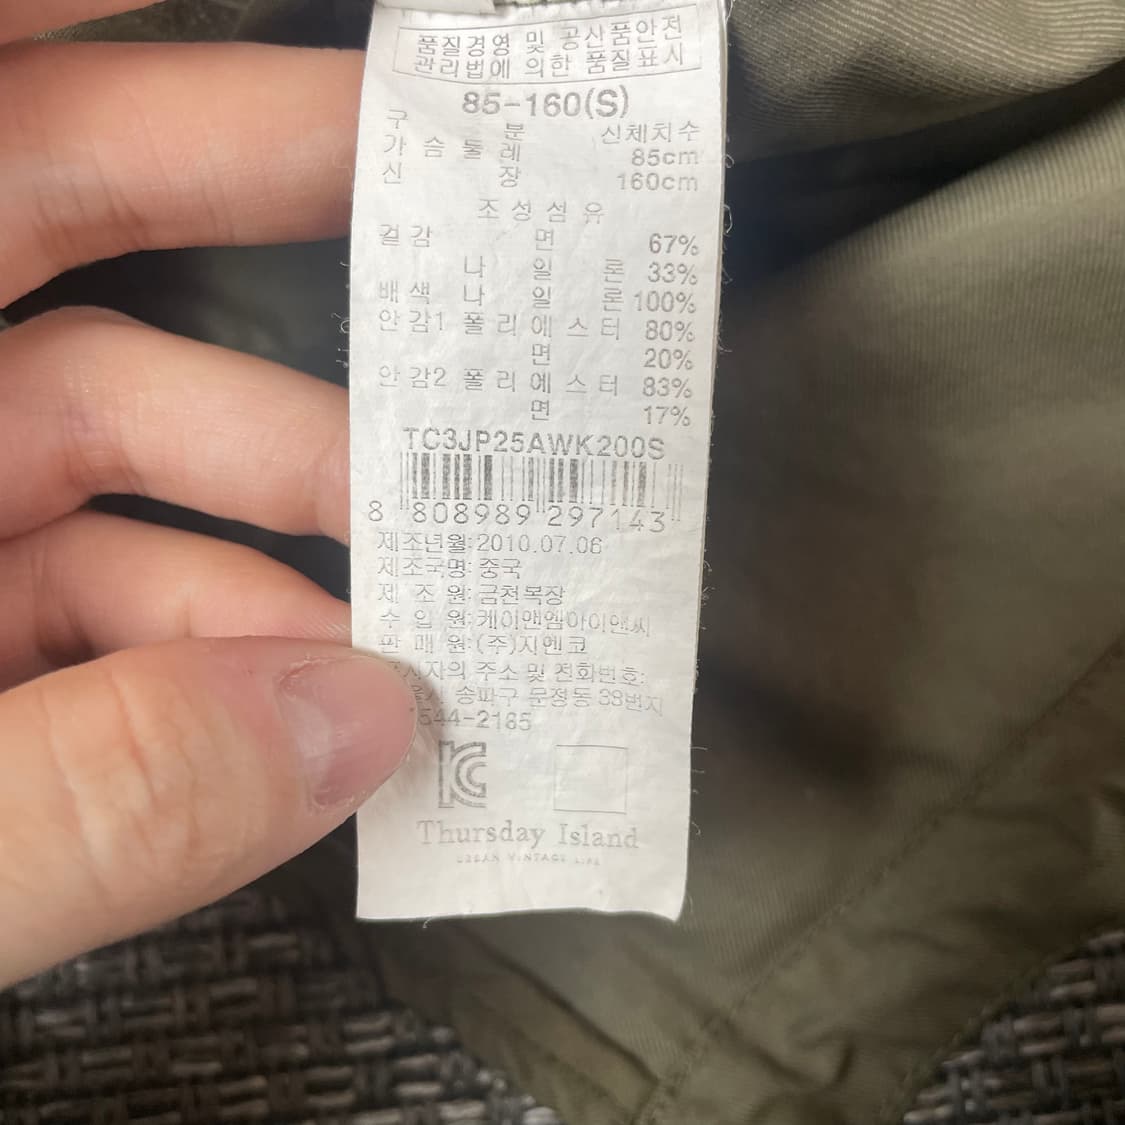 품질경영 및 공산품안전
관리법에 의한 품질표시
85-160(S)
구 분 신체치수
가 슴 둘 레 85cm
신 장 160cm
조 성 섬 유
겉 감 면 67%
나 일 론 33%
배 색 나 일 론 100%
안 감1 폴 리 에 스 터 80%
면 20%
안 감2 폴 리 에 스 터 83%
면 17%
TC3JP25AWK200S
8 808989 297143
제조년월:2010.07.06
제조국명:중국
제 조 원:금천복장
수 입 원:케이앤엠아이앤씨
판 매 원:(주)지엔코
주소 및 전화번호:
송파구 문정동 38번지
544-2185
KC
Thursday Island
URBAN VINTAGE LIFE